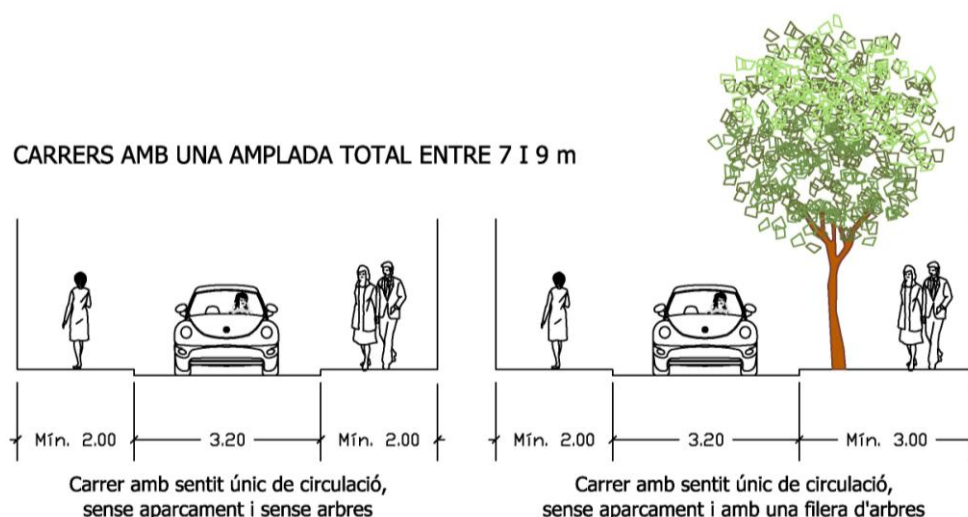 CARRERS AMB UNA AMPLADA TOTAL ENTRE 7 I 9 m
Mín. 2.00
3.20
Mín. 2.00
Carrer amb sentit únic de circulació,
sense aparcament i sense arbres
Mín. 2.00
3.20
Mín. 3.00
Carrer amb sentit únic de circulació,
sense aparcament i amb una filera d'arbres